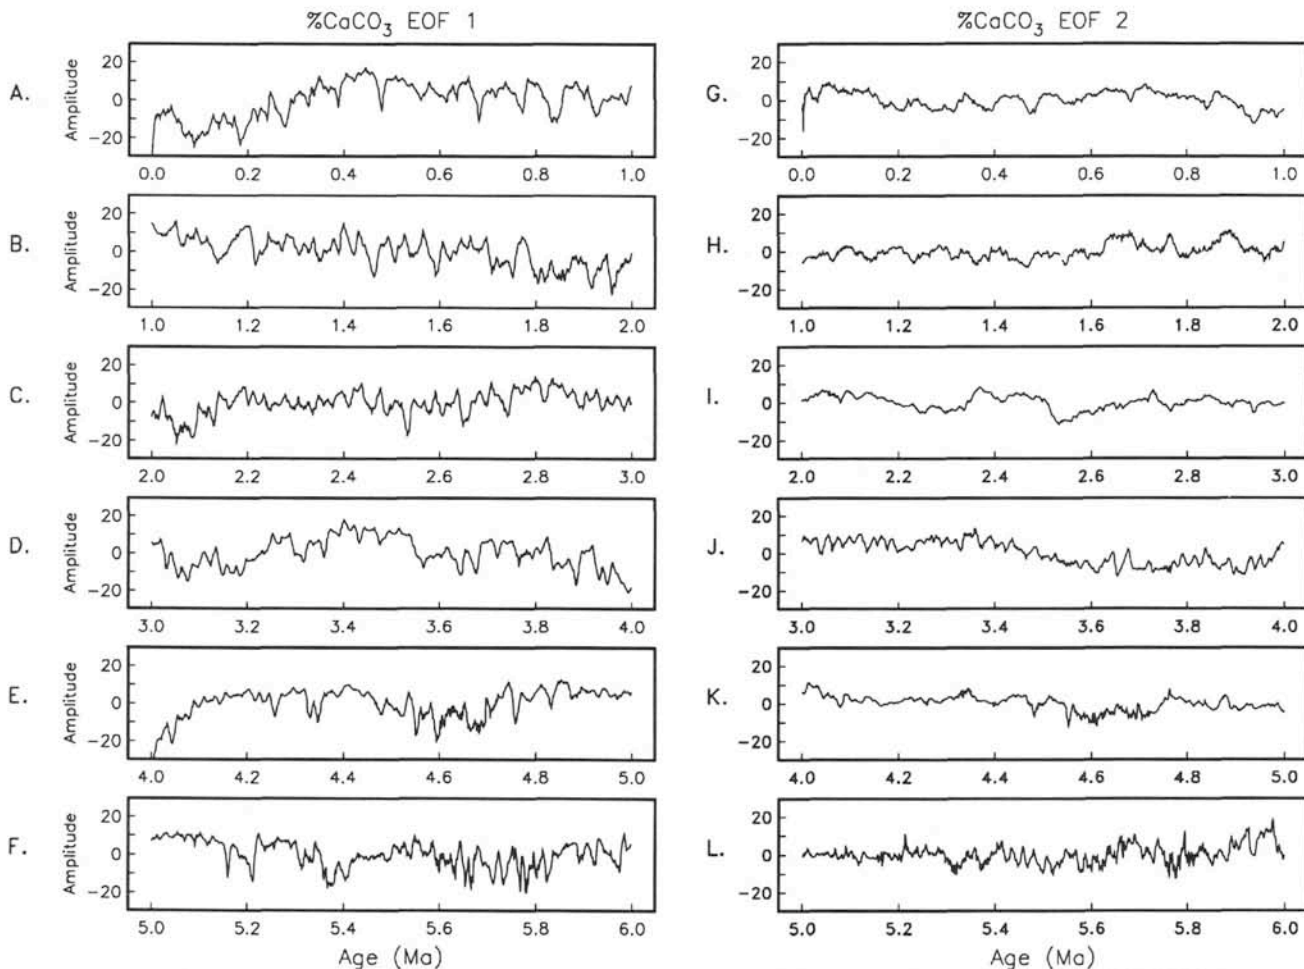 %CaCO3 EOF 1
%CaCO3 EOF 2
A.
Amplitude
20
0
-20
0.0 0.2 0.4 0.6 0.8 1.0
G.
20
0
-20
0.0 0.2 0.4 0.6 0.8 1.0
B.
Amplitude
20
0
-20
1.0 1.2 1.4 1.6 1.8 2.0
H.
20
0
-20
1.0 1.2 1.4 1.6 1.8 2.0
C.
Amplitude
20
0
-20
2.0 2.2 2.4 2.6 2.8 3.0
I.
20
0
-20
2.0 2.2 2.4 2.6 2.8 3.0
D.
Amplitude
20
0
-20
3.0 3.2 3.4 3.6 3.8 4.0
J.
20
0
-20
3.0 3.2 3.4 3.6 3.8 4.0
E.
Amplitude
20
0
-20
4.0 4.2 4.4 4.6 4.8 5.0
K.
20
0
-20
4.0 4.2 4.4 4.6 4.8 5.0
F.
Amplitude
20
0
-20
5.0 5.2 5.4 5.6 5.8 6.0
Age (Ma)
L.
20
0
-20
5.0 5.2 5.4 5.6 5.8 6.0
Age (Ma)